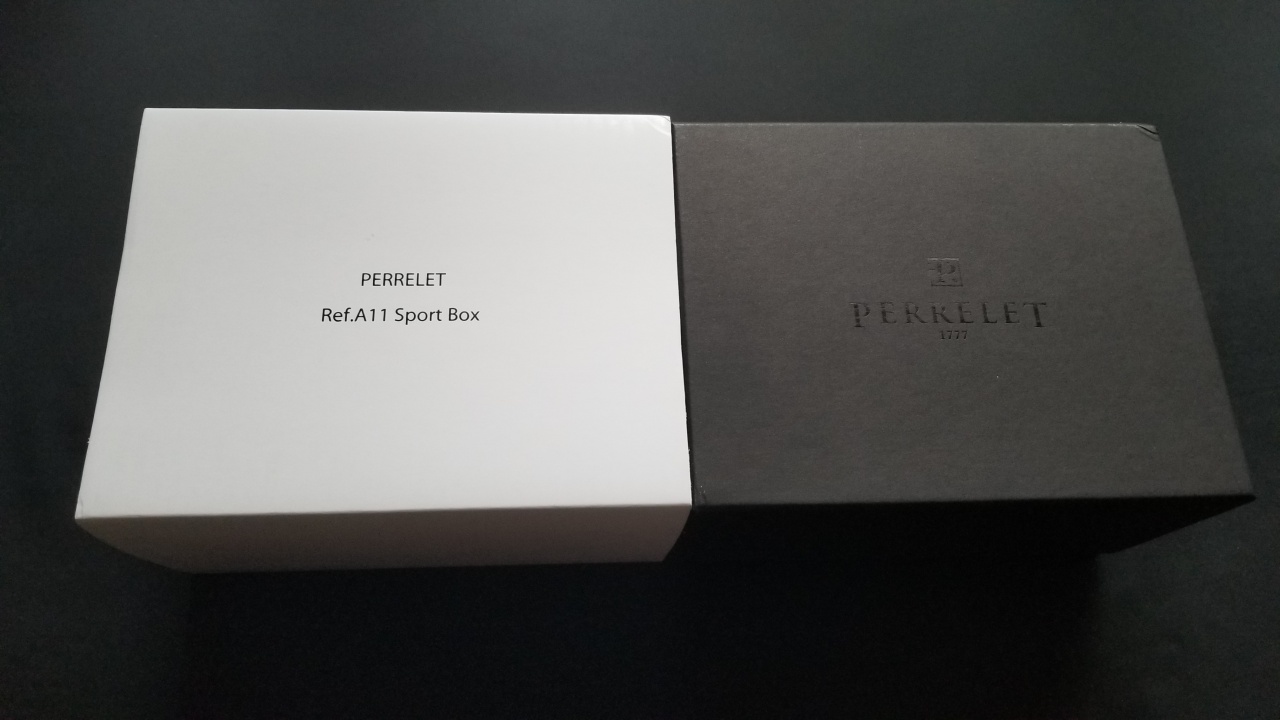 PERRELET
Ref.A11 Sport Box
P
PERRELET
1777